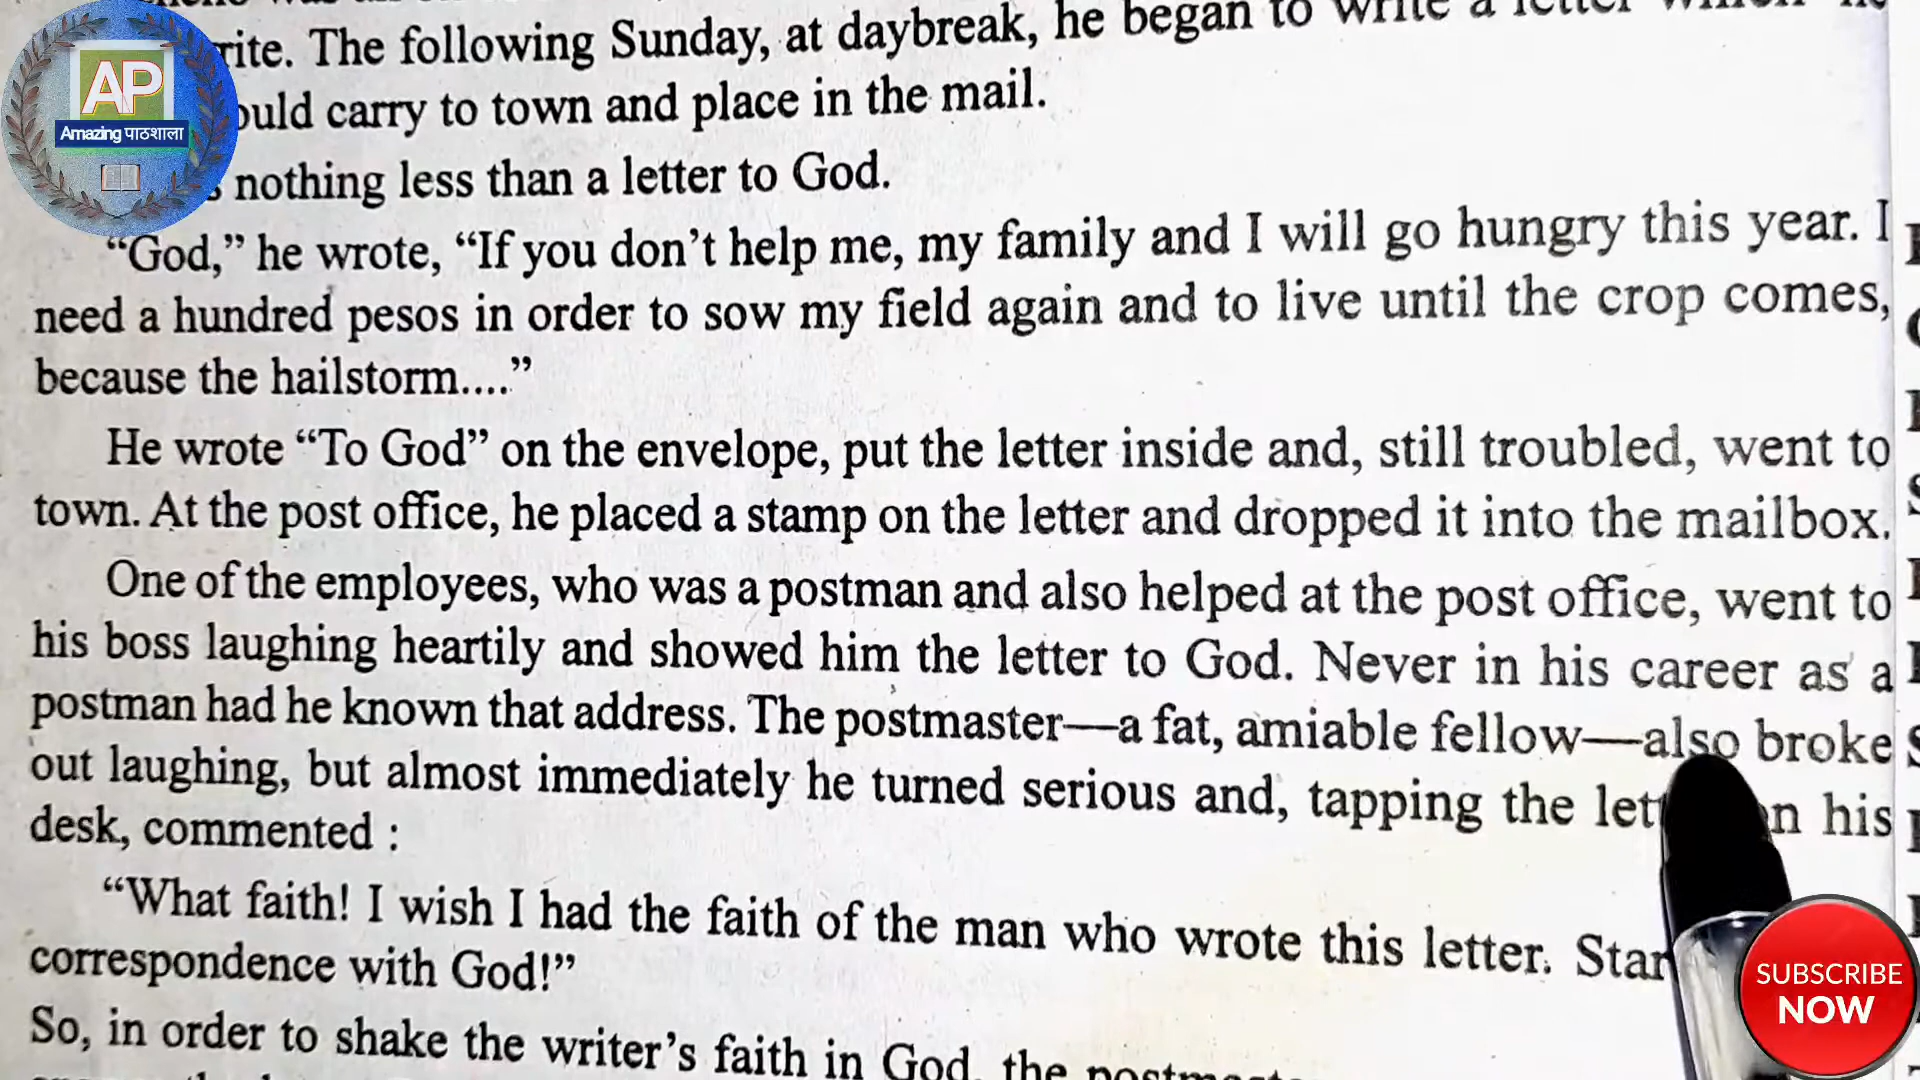 AP
Amazing पाठशाला
rite. The following Sunday, at daybreak, he began to write a letter which he
ould carry to town and place in the mail.
s nothing less than a letter to God.
“God,” he wrote, “If you don’t help me, my family and I will go hungry this year. I
need a hundred pesos in order to sow my field again and to live until the crop comes,
because the hailstorm....”
He wrote “To God” on the envelope, put the letter inside and, still troubled, went to
town. At the post office, he placed a stamp on the letter and dropped it into the mailbox.
One of the employees, who was a postman and also helped at the post office, went to
his boss laughing heartily and showed him the letter to God. Never in his career as a
postman had he known that address. The postmaster—a fat, amiable fellow—also broke
out laughing, but almost immediately he turned serious and, tapping the let n his
desk, commented :
“What faith! I wish I had the faith of the man who wrote this letter. Star
correspondence with God!”
So, in order to shake the writer’s faith in God, the
SUBSCRIBE
NOW